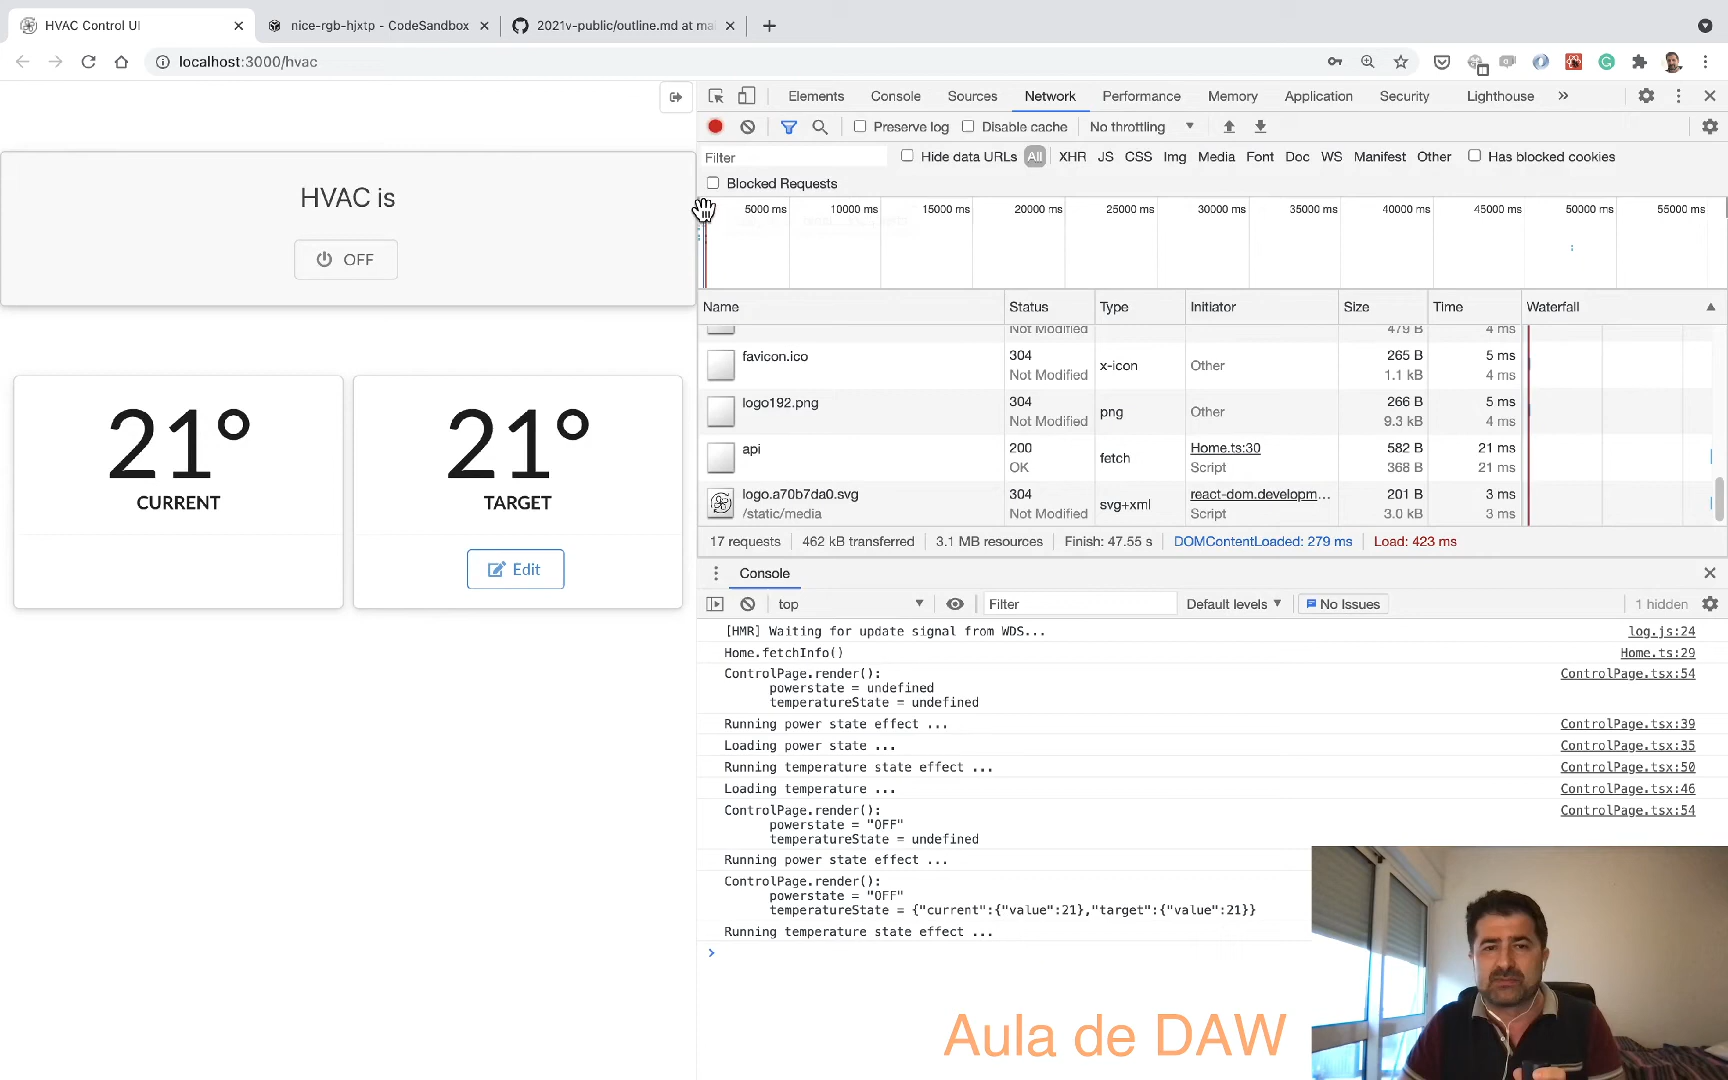 HVAC Control UI
nice-rgb-hjxtp - CodeSandbox
2021v-public/outline.md at ma
localhost:3000/hvac
HVAC is
OFF
21°
CURRENT
21°
TARGET
Edit
Elements Console Sources Network Performance Memory Application Security Lighthouse »
Preserve log Disable cache No throttling
Filter Hide data URLs All XHR JS CSS Img Media Font Doc WS Manifest Other Has blocked cookies
Blocked Requests
5000 ms 10000 ms 15000 ms 20000 ms 25000 ms 30000 ms 35000 ms 40000 ms 45000 ms 50000 ms 55000 ms
Name Status Type Initiator Size Time Waterfall
Not Modified 479 B 4 ms
favicon.ico 304 x-icon Other 265 B 5 ms
Not Modified 1.1 kB 4 ms
logo192.png 304 png Other 266 B 5 ms
Not Modified 9.3 kB 4 ms
api 200 fetch Home.ts:30 582 B 21 ms
OK Script 368 B 21 ms
logo.a70b7da0.svg 304 svg+xml react-dom.developm... 201 B 3 ms
/static/media Not Modified Script 3.0 kB 3 ms
17 requests 462 kB transferred 3.1 MB resources Finish: 47.55 s DOMContentLoaded: 279 ms Load: 423 ms
Console
top Filter Default levels No Issues 1 hidden
[HMR] Waiting for update signal from WDS... log.js:24
Home.fetchInfo() Home.ts:29
ControlPage.render(): ControlPage.tsx:54
powerstate = undefined
temperatureState = undefined
Running power state effect ... ControlPage.tsx:39
Loading power state ... ControlPage.tsx:35
Running temperature state effect ... ControlPage.tsx:50
Loading temperature ... ControlPage.tsx:46
ControlPage.render(): ControlPage.tsx:54
powerstate = "OFF"
temperatureState = undefined
Running power state effect ...
ControlPage.render():
powerstate = "OFF"
temperatureState = {"current":{"value":21},"target":{"value":21}}
Running temperature state effect ...
>
Aula de DAW